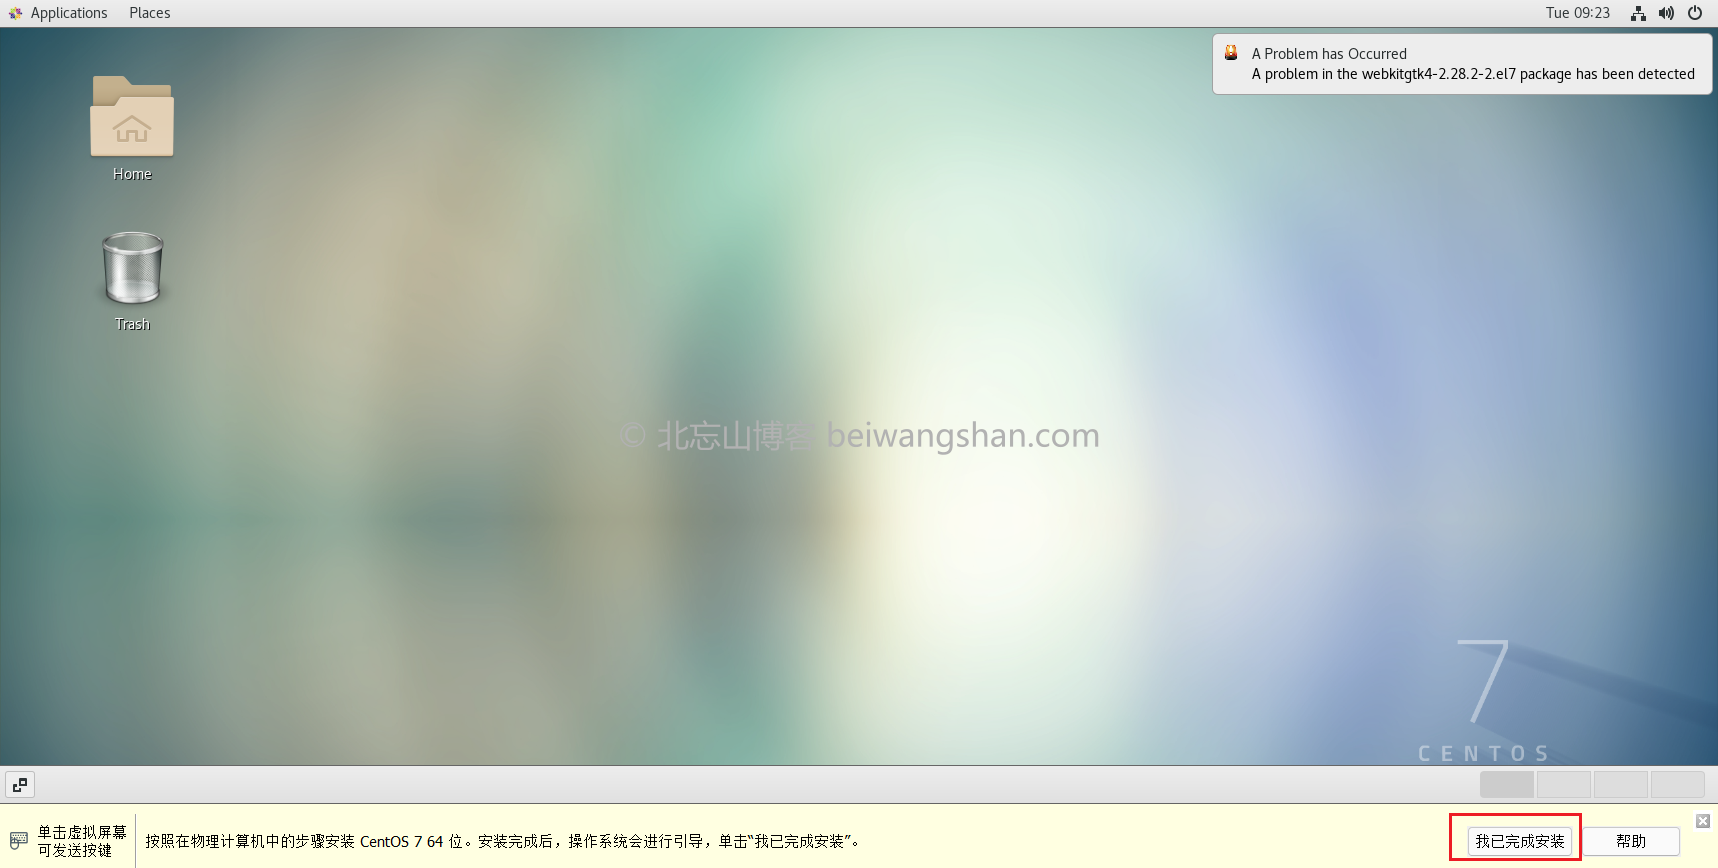 Applications Places Tue 09:23
A Problem has Occurred
A problem in the webkitgtk4-2.28.2-2.el7 package has been detected
Home
Trash
© 北忘山博客 beiwangshan.com
7
CENTOS
单击虚拟屏幕
可发送按键
按照在物理计算机中的步骤安装 CentOS 7 64 位。安装完成后，操作系统会进行引导，单击“我已完成安装”。
我已完成安装 帮助